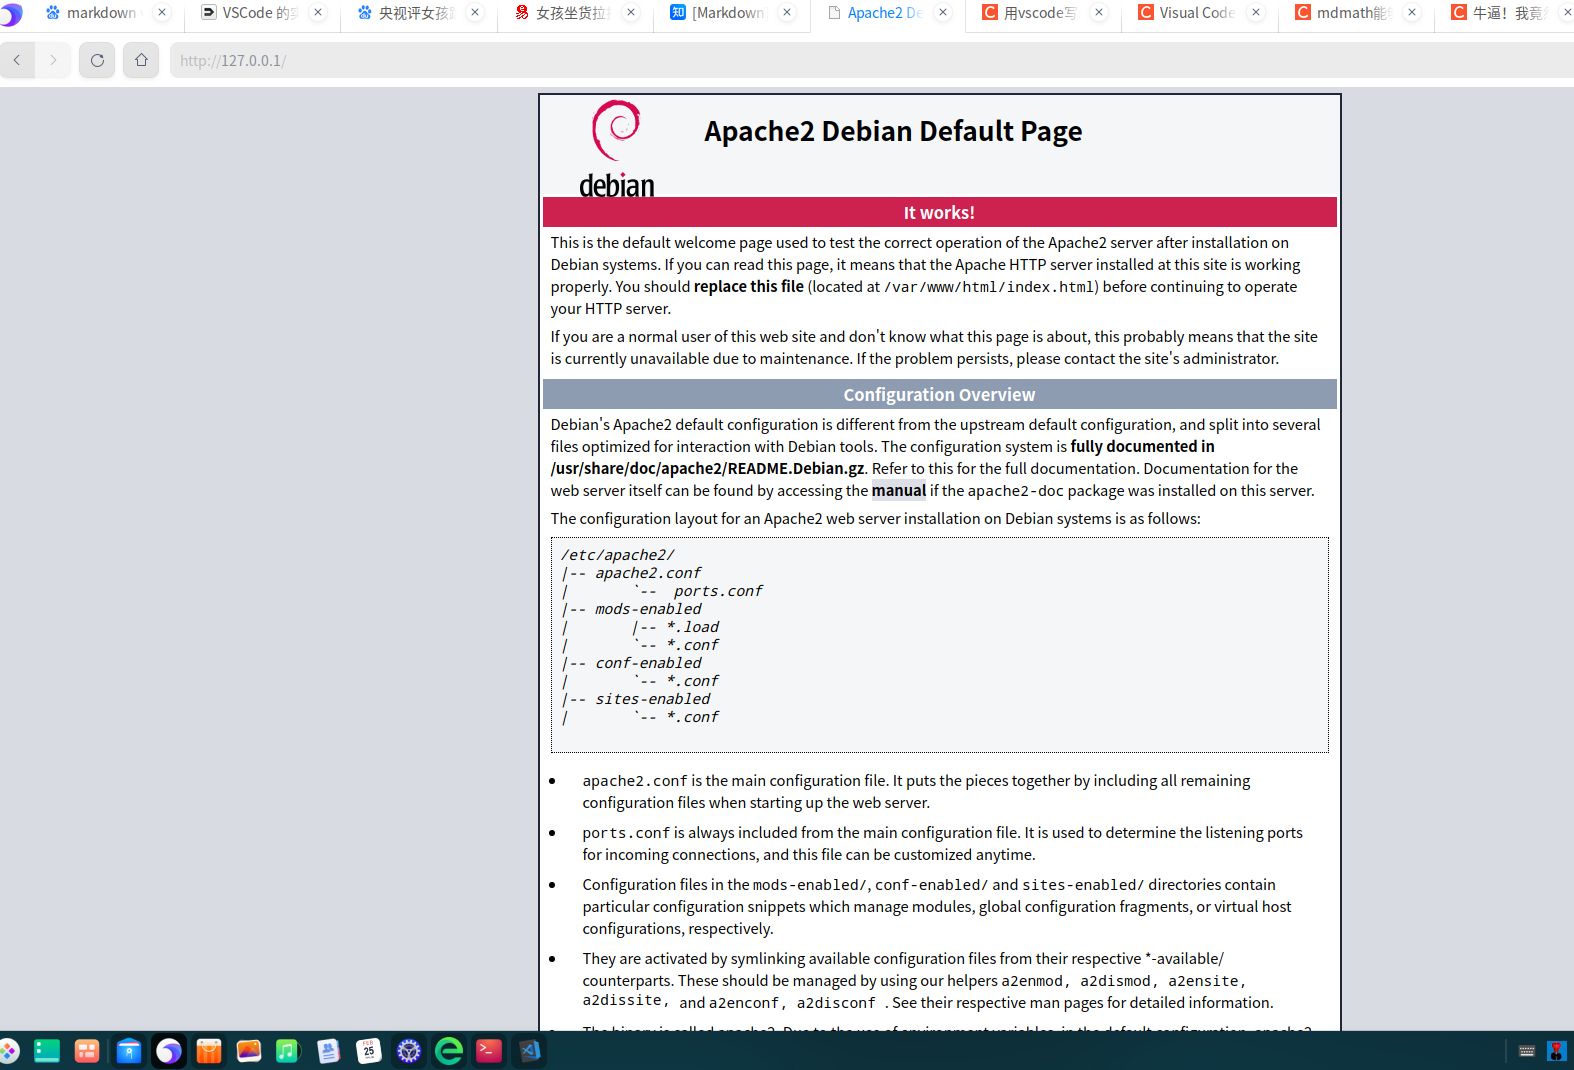 markdown
VSCode 的
央视评女孩
女孩坐货拉
知 [Markdown
Apache2 De
C 用vscode写
C Visual Code
C mdmath能
C 牛逼！我竟
http://127.0.0.1/
debian
Apache2 Debian Default Page
It works!
This is the default welcome page used to test the correct operation of the Apache2 server after installation on
Debian systems. If you can read this page, it means that the Apache HTTP server installed at this site is working
properly. You should replace this file (located at /var/www/html/index.html) before continuing to operate
your HTTP server.
If you are a normal user of this web site and don't know what this page is about, this probably means that the site
is currently unavailable due to maintenance. If the problem persists, please contact the site's administrator.
Configuration Overview
Debian's Apache2 default configuration is different from the upstream default configuration, and split into several
files optimized for interaction with Debian tools. The configuration system is fully documented in
/usr/share/doc/apache2/README.Debian.gz. Refer to this for the full documentation. Documentation for the
web server itself can be found by accessing the manual if the apache2-doc package was installed on this server.
The configuration layout for an Apache2 web server installation on Debian systems is as follows:
/etc/apache2/
|-- apache2.conf
|       `--  ports.conf
|-- mods-enabled
|       |-- *.load
|       `-- *.conf
|-- conf-enabled
|       `-- *.conf
|-- sites-enabled
|       `-- *.conf
• apache2.conf is the main configuration file. It puts the pieces together by including all remaining
configuration files when starting up the web server.
• ports.conf is always included from the main configuration file. It is used to determine the listening ports
for incoming connections, and this file can be customized anytime.
• Configuration files in the mods-enabled/, conf-enabled/ and sites-enabled/ directories contain
particular configuration snippets which manage modules, global configuration fragments, or virtual host
configurations, respectively.
• They are activated by symlinking available configuration files from their respective *-available/
counterparts. These should be managed by using our helpers a2enmod, a2dismod, a2ensite,
a2dissite, and a2enconf, a2disconf . See their respective man pages for detailed information.
• The binary is called apache2. Due to the use of environment variables, in the default configuration, apache2
FEB
25